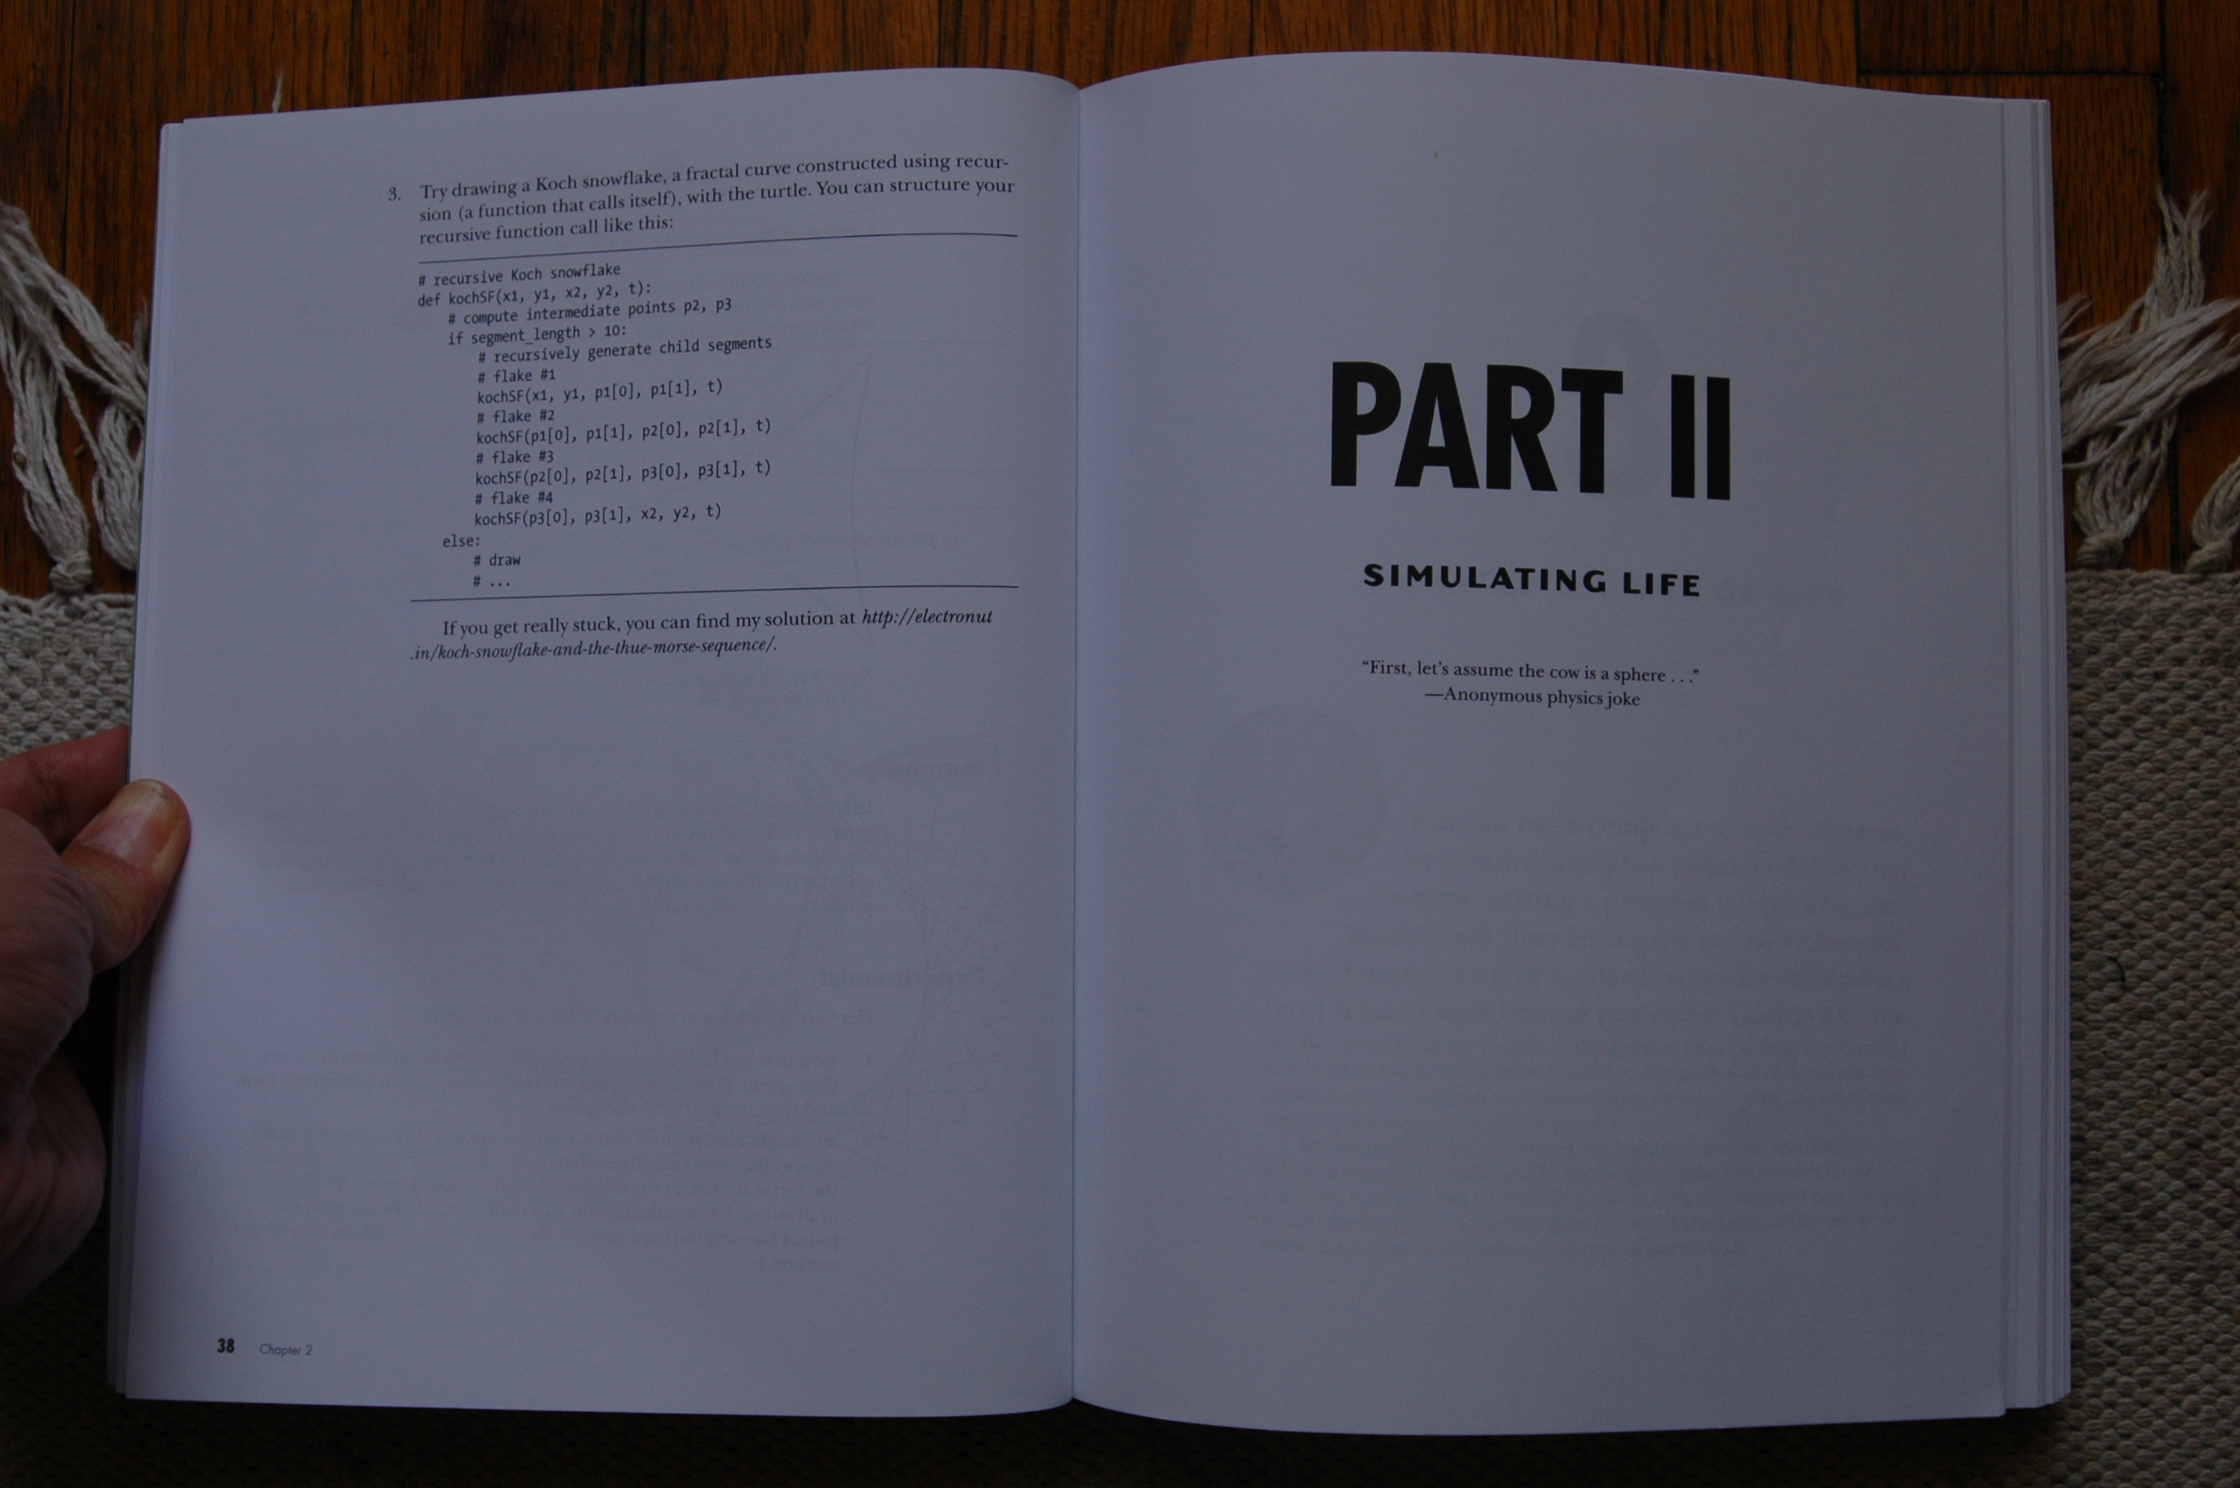 3. Try drawing a Koch snowflake, a fractal curve constructed using recur-
sion (a function that calls itself), with the turtle. You can structure your
recursive function call like this:
# recursive Koch snowflake
def kochSF(x1, y1, x2, y2, t):
# compute intermediate points p2, p3
if segment_length > 10:
# recursively generate child segments
# flake #1
kochSF(x1, y1, p1[0], p1[1], t)
# flake #2
kochSF(p1[0], p1[1], p2[0], p2[1], t)
# flake #3
kochSF(p2[0], p2[1], p3[0], p3[1], t)
# flake #4
kochSF(p3[0], p3[1], x2, y2, t)
else:
# draw
# ...
If you get really stuck, you can find my solution at http://electronut
.in/koch-snowflake-and-the-thue-morse-sequence/.
38 Chapter 2
PART II
SIMULATING LIFE
“First, let’s assume the cow is a sphere . . .”
—Anonymous physics joke